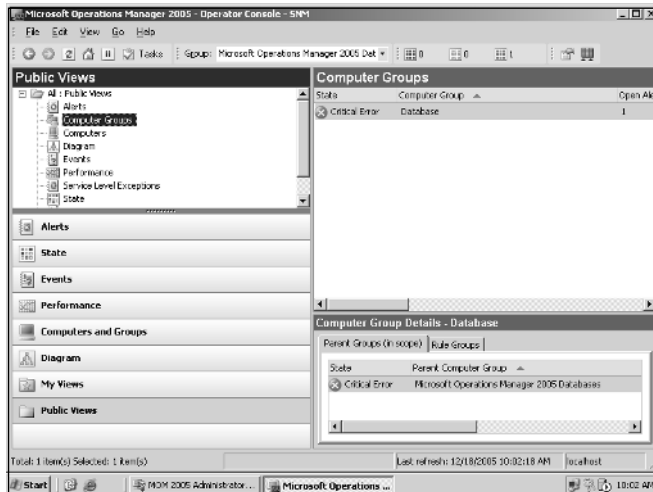 Microsoft Operations Manager 2005 - Operator Console - SNM
File Edit View Go Help
Tasks Group: Microsoft Operations Manager 2005 Dat 0 0 1
Public Views
All : Public Views
Alerts
Computer Groups
Computers
Diagram
Events
Performance
Service Level Exceptions
State
Alerts
State
Events
Performance
Computers and Groups
Diagram
My Views
Public Views
Computer Groups
State Computer Group Open Ale
Critical Error Database 1
Computer Group Details - Database
Parent Groups (in scope) Rule Groups
State Parent Computer Group
Critical Error Microsoft Operations Manager 2005 Databases
Total: 1 item(s) Selected: 1 item(s) Last refresh: 12/18/2005 10:02:18 AM localhost
Start MOM 2005 Administrator... Microsoft Operations ... 10:02 AM